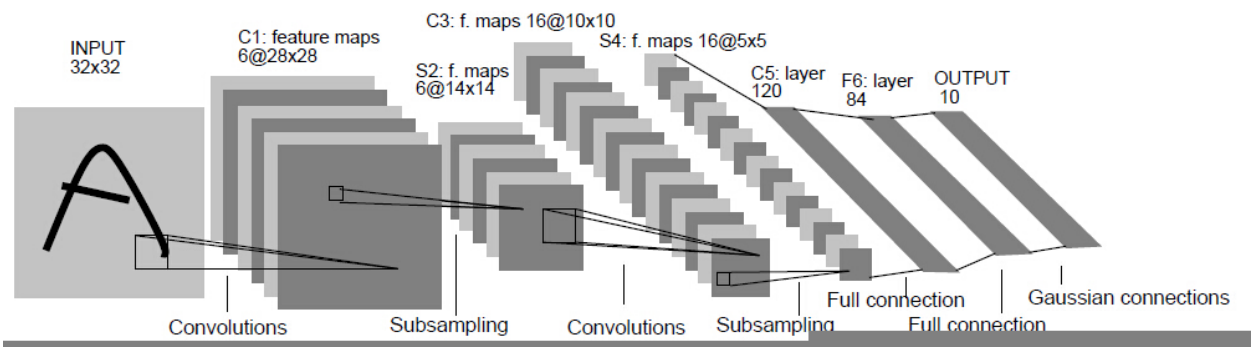 INPUT
32x32
C1: feature maps
6@28x28
S2: f. maps
6@14x14
C3: f. maps 16@10x10
S4: f. maps 16@5x5
C5: layer
120
F6: layer
84
OUTPUT
10
A
Convolutions
Subsampling
Convolutions
Subsampling
Full connection
Full connection
Gaussian connections